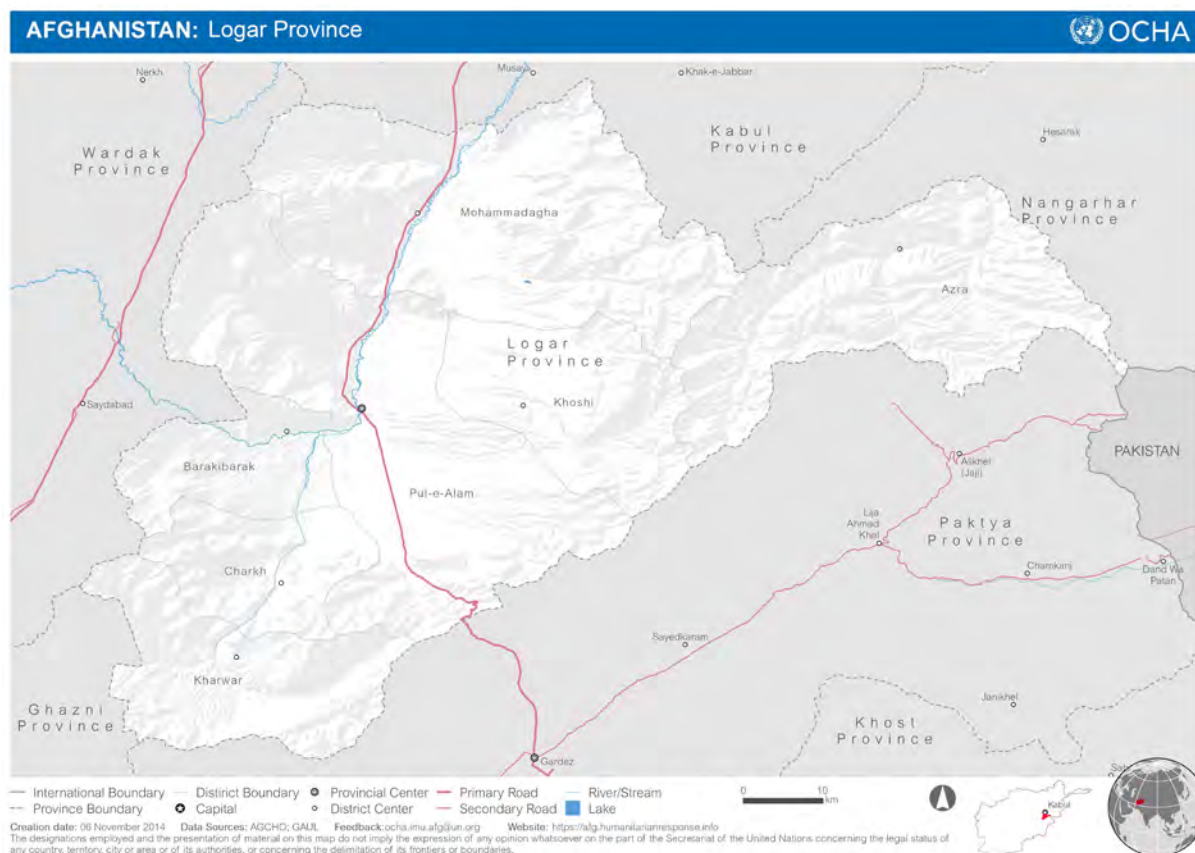 AFGHANISTAN: Logar Province
OCHA
Nerkh
Musayi
Khak-e-Jabbar
Kabul
Province
Hesarak
Wardak
Province
Nangarhar
Province
Mohammadagha
Azra
Logar
Province
Saydabad
Khoshi
Barakibarak
PAKISTAN
Alikhel
(Jaji)
Pul-e-Alam
Lija
Ahmad
Khel
Paktya
Province
Charkh
Chamkanj
Dand Wa
Patan
Sayedkaram
Kharwar
Ghazni
Province
Janikhel
Khost
Province
Gardez
International Boundary
District Boundary
Provincial Center
Primary Road
River/Stream
Province Boundary
Capital
District Center
Secondary Road
Lake
0 10
km
Kabul
Creation date: 06 November 2014 Data Sources: AGCHO; GAUL Feedback:ocha.imu.afg@un.org Website: https://afg.humanitarianresponse.info
The designations employed and the presentation of material on this map do not imply the expression of any opinion whatsoever on the part of the Secretariat of the United Nations concerning the legal status of
any country, territory, city or area or of its authorities, or concerning the delimitation of its frontiers or boundaries.